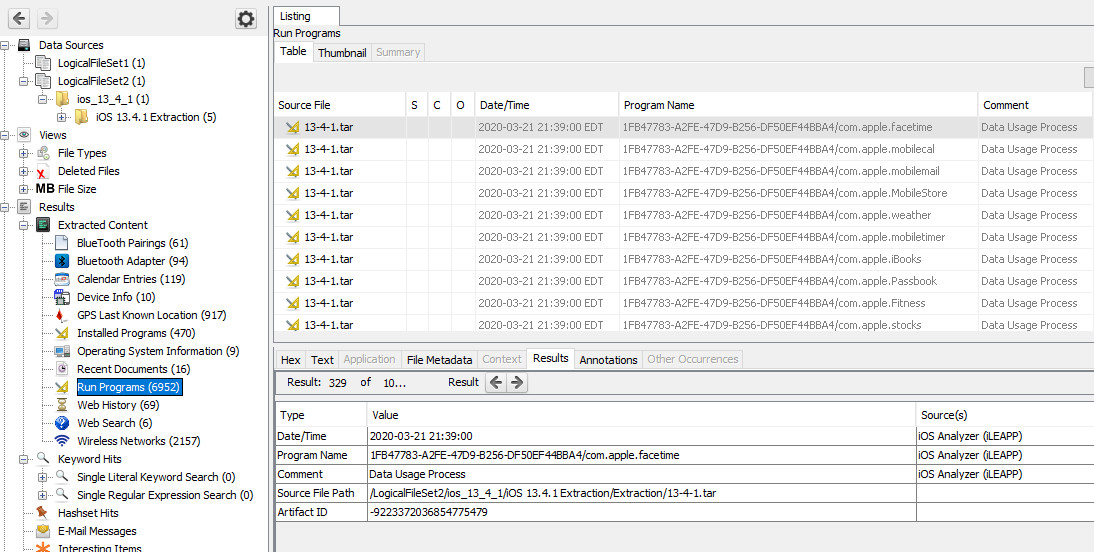 Data Sources
LogicalFileSet1 (1)
LogicalFileSet2 (1)
ios_13_4_1 (1)
iOS 13.4.1 Extraction (5)
Views
File Types
Deleted Files
MB File Size
Results
Extracted Content
BlueTooth Pairings (61)
Bluetooth Adapter (94)
Calendar Entries (119)
Device Info (10)
GPS Last Known Location (917)
Installed Programs (470)
Operating System Information (9)
Recent Documents (16)
Run Programs (6952)
Web History (69)
Web Search (6)
Wireless Networks (2157)
Keyword Hits
Single Literal Keyword Search (0)
Single Regular Expression Search (0)
Hashset Hits
E-Mail Messages
Interesting Items
Listing
Run Programs
Table Thumbnail Summary
Source File S C O Date/Time Program Name Comment
13-4-1.tar 2020-03-21 21:39:00 EDT 1FB47783-A2FE-47D9-B256-DF50EF44BBA4/com.apple.facetime Data Usage Process
13-4-1.tar 2020-03-21 21:39:00 EDT 1FB47783-A2FE-47D9-B256-DF50EF44BBA4/com.apple.mobilecal Data Usage Process
13-4-1.tar 2020-03-21 21:39:00 EDT 1FB47783-A2FE-47D9-B256-DF50EF44BBA4/com.apple.mobilemail Data Usage Process
13-4-1.tar 2020-03-21 21:39:00 EDT 1FB47783-A2FE-47D9-B256-DF50EF44BBA4/com.apple.MobileStore Data Usage Process
13-4-1.tar 2020-03-21 21:39:00 EDT 1FB47783-A2FE-47D9-B256-DF50EF44BBA4/com.apple.weather Data Usage Process
13-4-1.tar 2020-03-21 21:39:00 EDT 1FB47783-A2FE-47D9-B256-DF50EF44BBA4/com.apple.mobiletimer Data Usage Process
13-4-1.tar 2020-03-21 21:39:00 EDT 1FB47783-A2FE-47D9-B256-DF50EF44BBA4/com.apple.iBooks Data Usage Process
13-4-1.tar 2020-03-21 21:39:00 EDT 1FB47783-A2FE-47D9-B256-DF50EF44BBA4/com.apple.Passbook Data Usage Process
13-4-1.tar 2020-03-21 21:39:00 EDT 1FB47783-A2FE-47D9-B256-DF50EF44BBA4/com.apple.Fitness Data Usage Process
13-4-1.tar 2020-03-21 21:39:00 EDT 1FB47783-A2FE-47D9-B256-DF50EF44BBA4/com.apple.stocks Data Usage Process
Hex Text Application File Metadata Context Results Annotations Other Occurrences
Result: 329 of 10... Result
Type Value Source(s)
Date/Time 2020-03-21 21:39:00 iOS Analyzer (iLEAPP)
Program Name 1FB47783-A2FE-47D9-B256-DF50EF44BBA4/com.apple.facetime iOS Analyzer (iLEAPP)
Comment Data Usage Process iOS Analyzer (iLEAPP)
Source File Path /LogicalFileSet2/ios_13_4_1/iOS 13.4.1 Extraction/Extraction/13-4-1.tar
Artifact ID -9223372036854775479